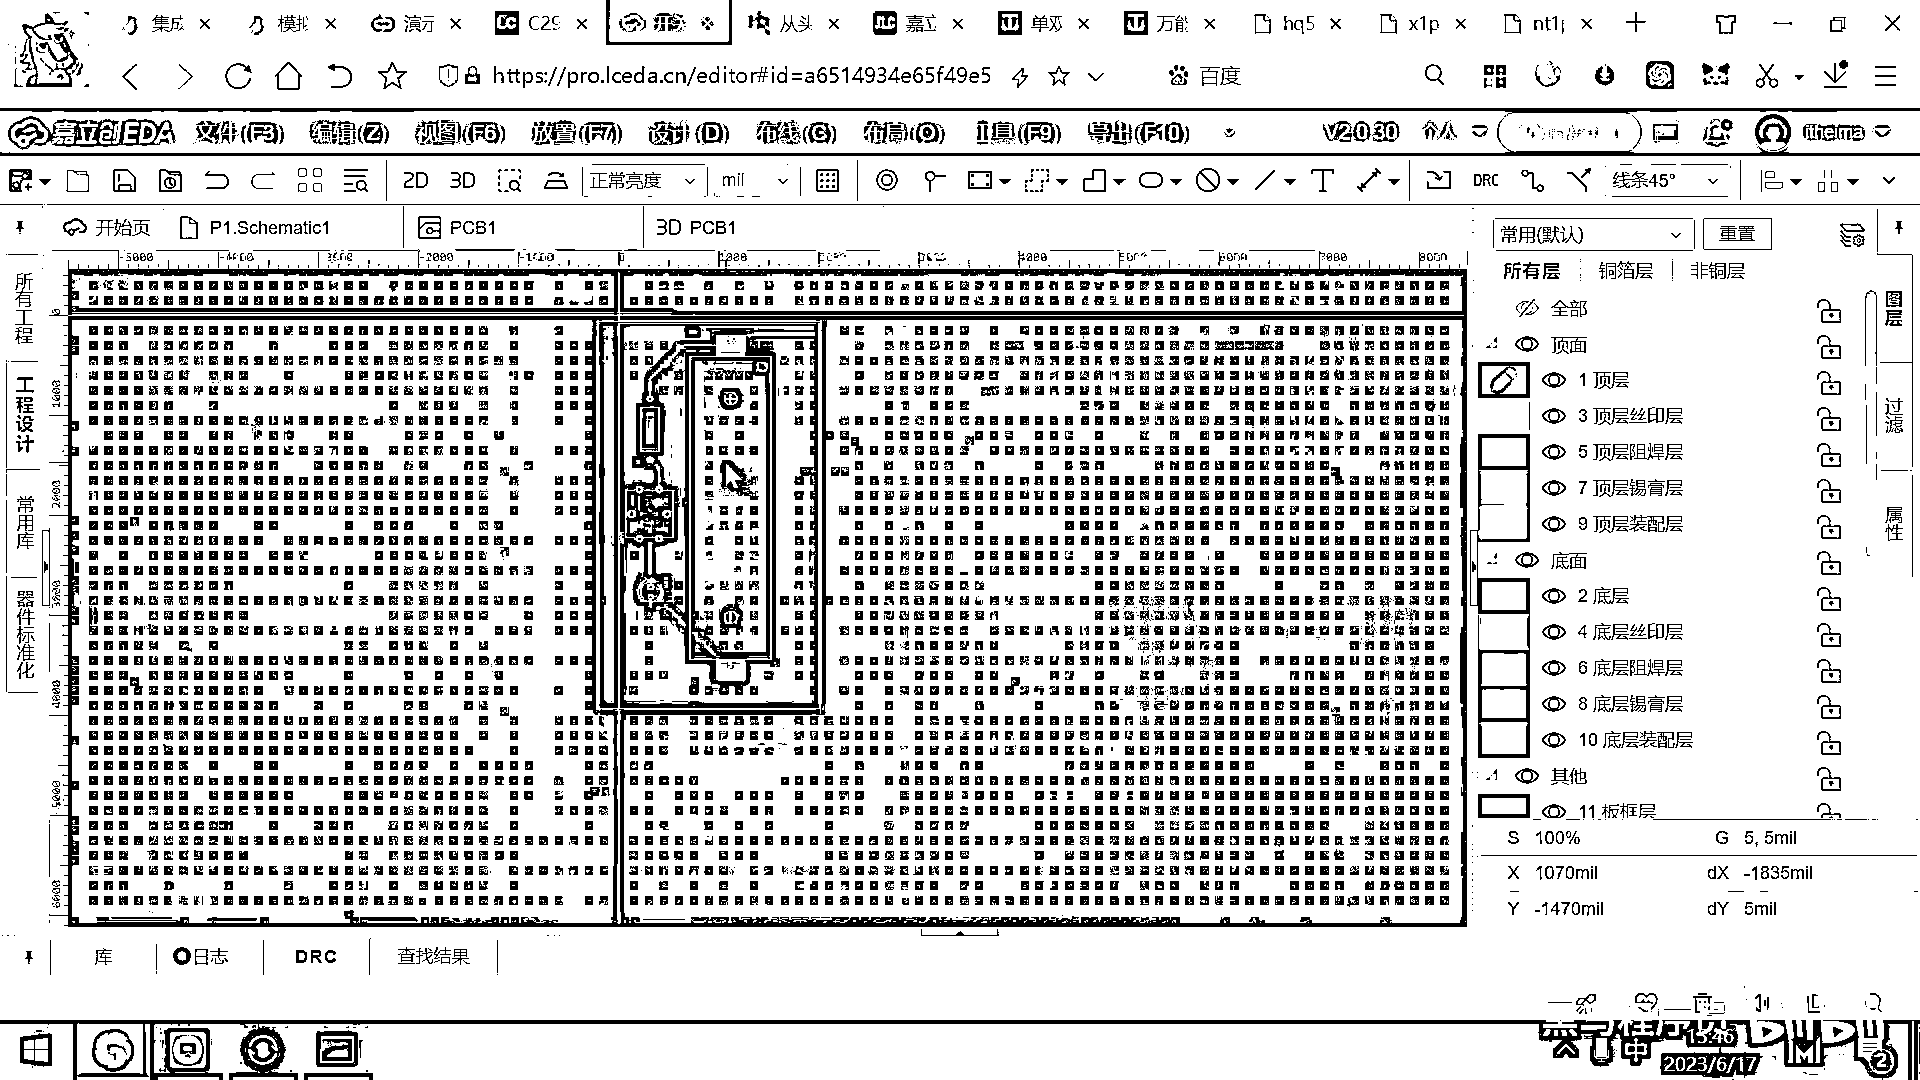 集成
模拟
演示
C29
从头
嘉立
单双
万能
hq5
x1p
nt1p
https://pro.lceda.cn/editor#id=a6514934e65f49e5
百度
嘉立创EDA 文件(F3) 编辑(Z) 视图(F6) 放置(F7) 设计(D) 布线(G) 布局(O) 工具(F9) 导出(F10) V2.0.30 个人 itheima
2D 3D 正常亮度 mil T DRC 线条45°
开始页 P1.Schematic1 PCB1 3D PCB1
常用(默认) 重置
所有层 铜箔层 非铜层
全部
顶面
1 顶层
3 顶层丝印层
5 顶层阻焊层
7 顶层锡膏层
9 顶层装配层
底面
2 底层
4 底层丝印层
6 底层阻焊层
8 底层锡膏层
10 底层装配层
其他
11 板框层
图层
过滤
属性
所有工程
工程设计
常用库
器件标准化
S 100% G 5, 5mil
X 1070mil dX -1835mil
Y -1470mil dY 5mil
库 日志 DRC 查找结果
中
15:46
2023/6/17
2